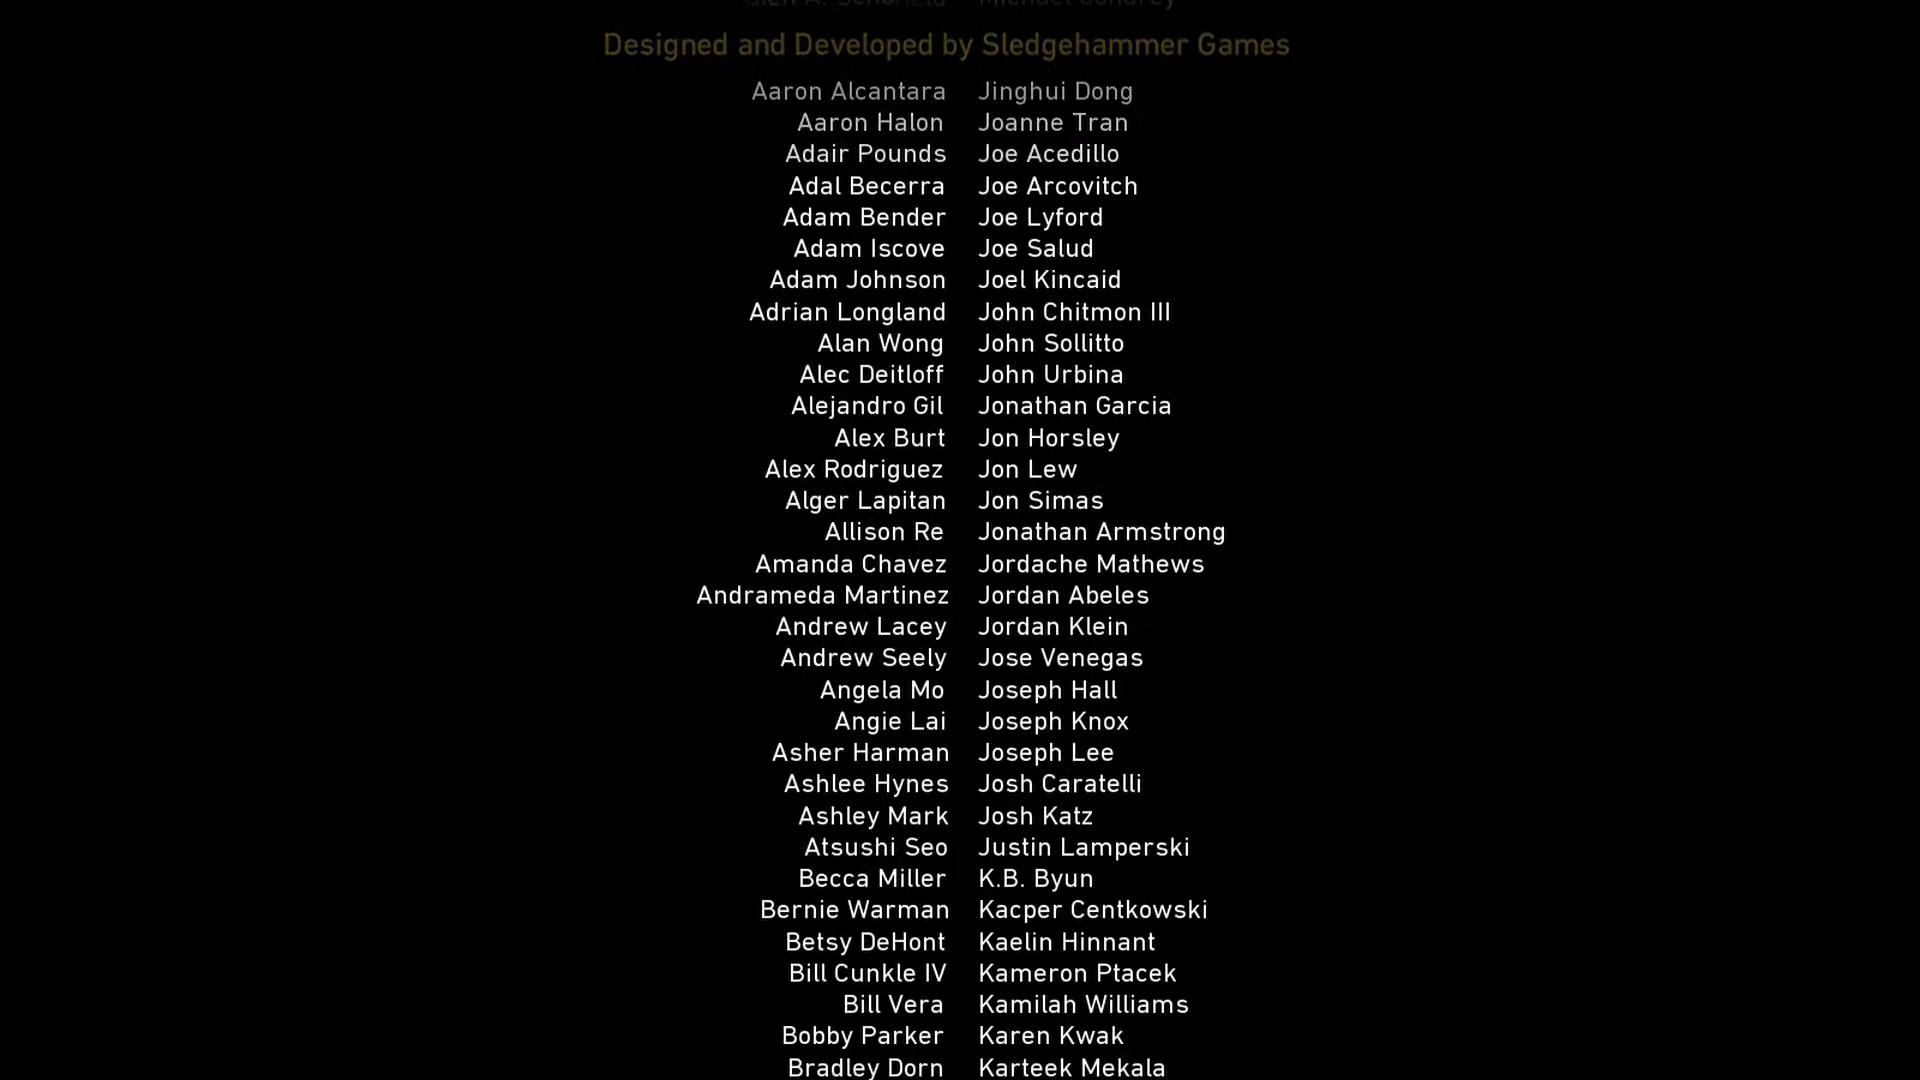 Glen A. Schofield Michael Condrey
Designed and Developed by Sledgehammer Games
Aaron Alcantara Jinghui Dong
Aaron Halon Joanne Tran
Adair Pounds Joe Acedillo
Adal Becerra Joe Arcovitch
Adam Bender Joe Lyford
Adam Iscove Joe Salud
Adam Johnson Joel Kincaid
Adrian Longland John Chitmon III
Alan Wong John Sollitto
Alec Deitloff John Urbina
Alejandro Gil Jonathan Garcia
Alex Burt Jon Horsley
Alex Rodriguez Jon Lew
Alger Lapitan Jon Simas
Allison Re Jonathan Armstrong
Amanda Chavez Jordache Mathews
Andrameda Martinez Jordan Abeles
Andrew Lacey Jordan Klein
Andrew Seely Jose Venegas
Angela Mo Joseph Hall
Angie Lai Joseph Knox
Asher Harman Joseph Lee
Ashlee Hynes Josh Caratelli
Ashley Mark Josh Katz
Atsushi Seo Justin Lamperski
Becca Miller K.B. Byun
Bernie Warman Kacper Centkowski
Betsy DeHont Kaelin Hinnant
Bill Cunkle IV Kameron Ptacek
Bill Vera Kamilah Williams
Bobby Parker Karen Kwak
Bradley Dorn Karteek Mekala